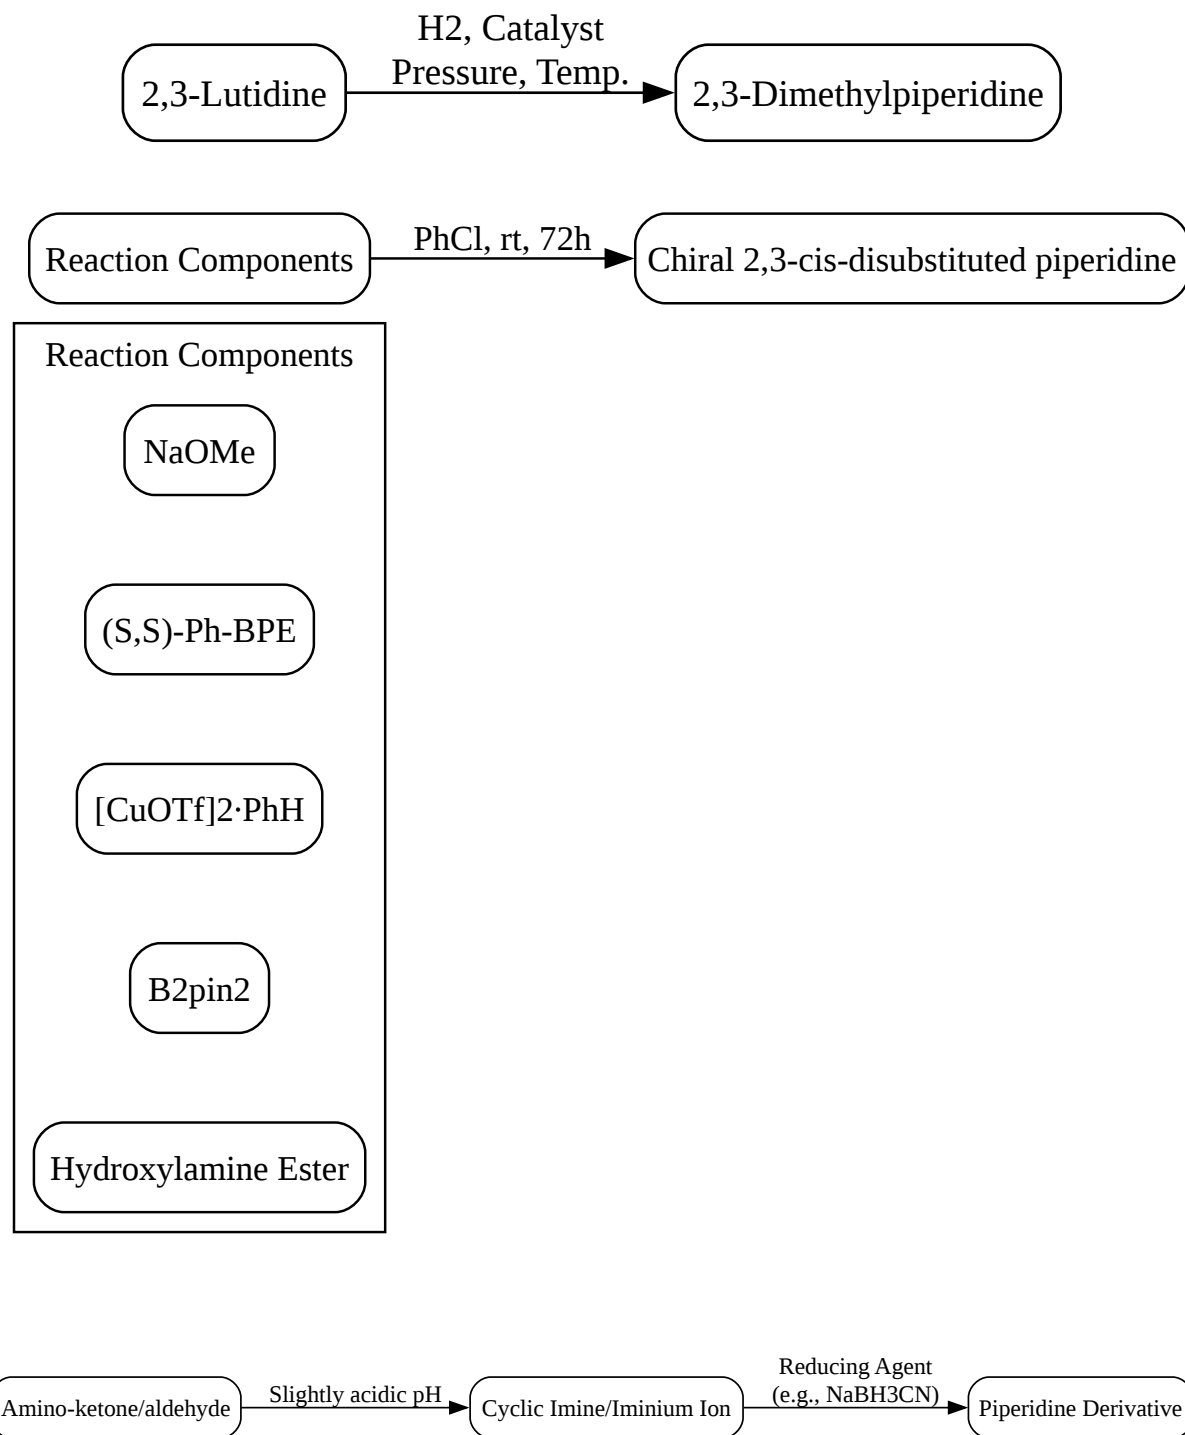 H2, Catalyst
Pressure, Temp.
2,3-Lutidine
2,3-Dimethylpiperidine
PhCl, rt, 72h
Reaction Components
Chiral 2,3-cis-disubstituted piperidine
Reaction Components
NaOMe
(S,S)-Ph-BPE
[CuOTf]2·PhH
B2pin2
Hydroxylamine Ester
Amino-ketone/aldehyde
Slightly acidic pH
Cyclic Imine/Iminium Ion
Reducing Agent
(e.g., NaBH3CN)
Piperidine Derivative